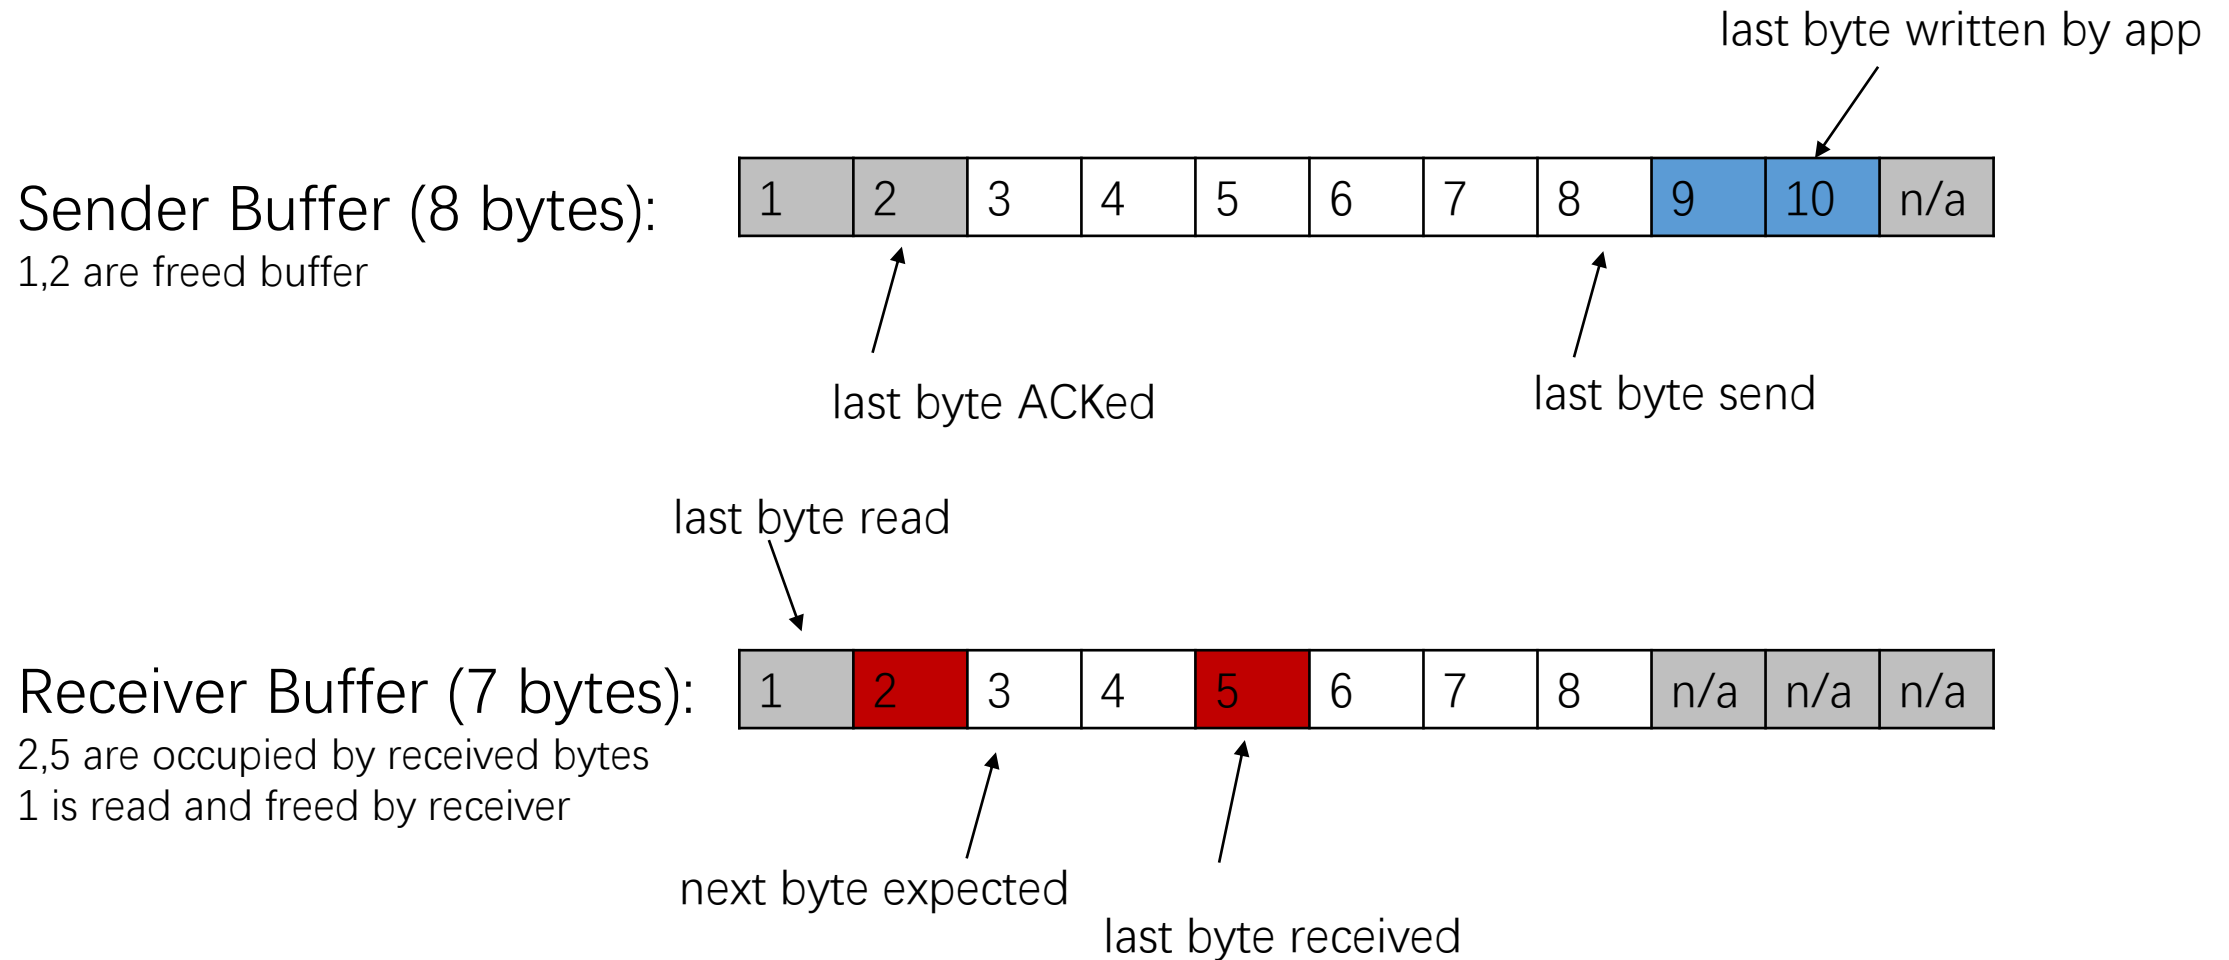 last byte written by app
Sender Buffer (8 bytes):
1 2 3 4 5 6 7 8 9 10 n/a
1,2 are freed buffer
last byte ACKed
last byte send
last byte read
Receiver Buffer (7 bytes):
1 2 3 4 5 6 7 8 n/a n/a n/a
2,5 are occupied by received bytes
1 is read and freed by receiver
next byte expected
last byte received